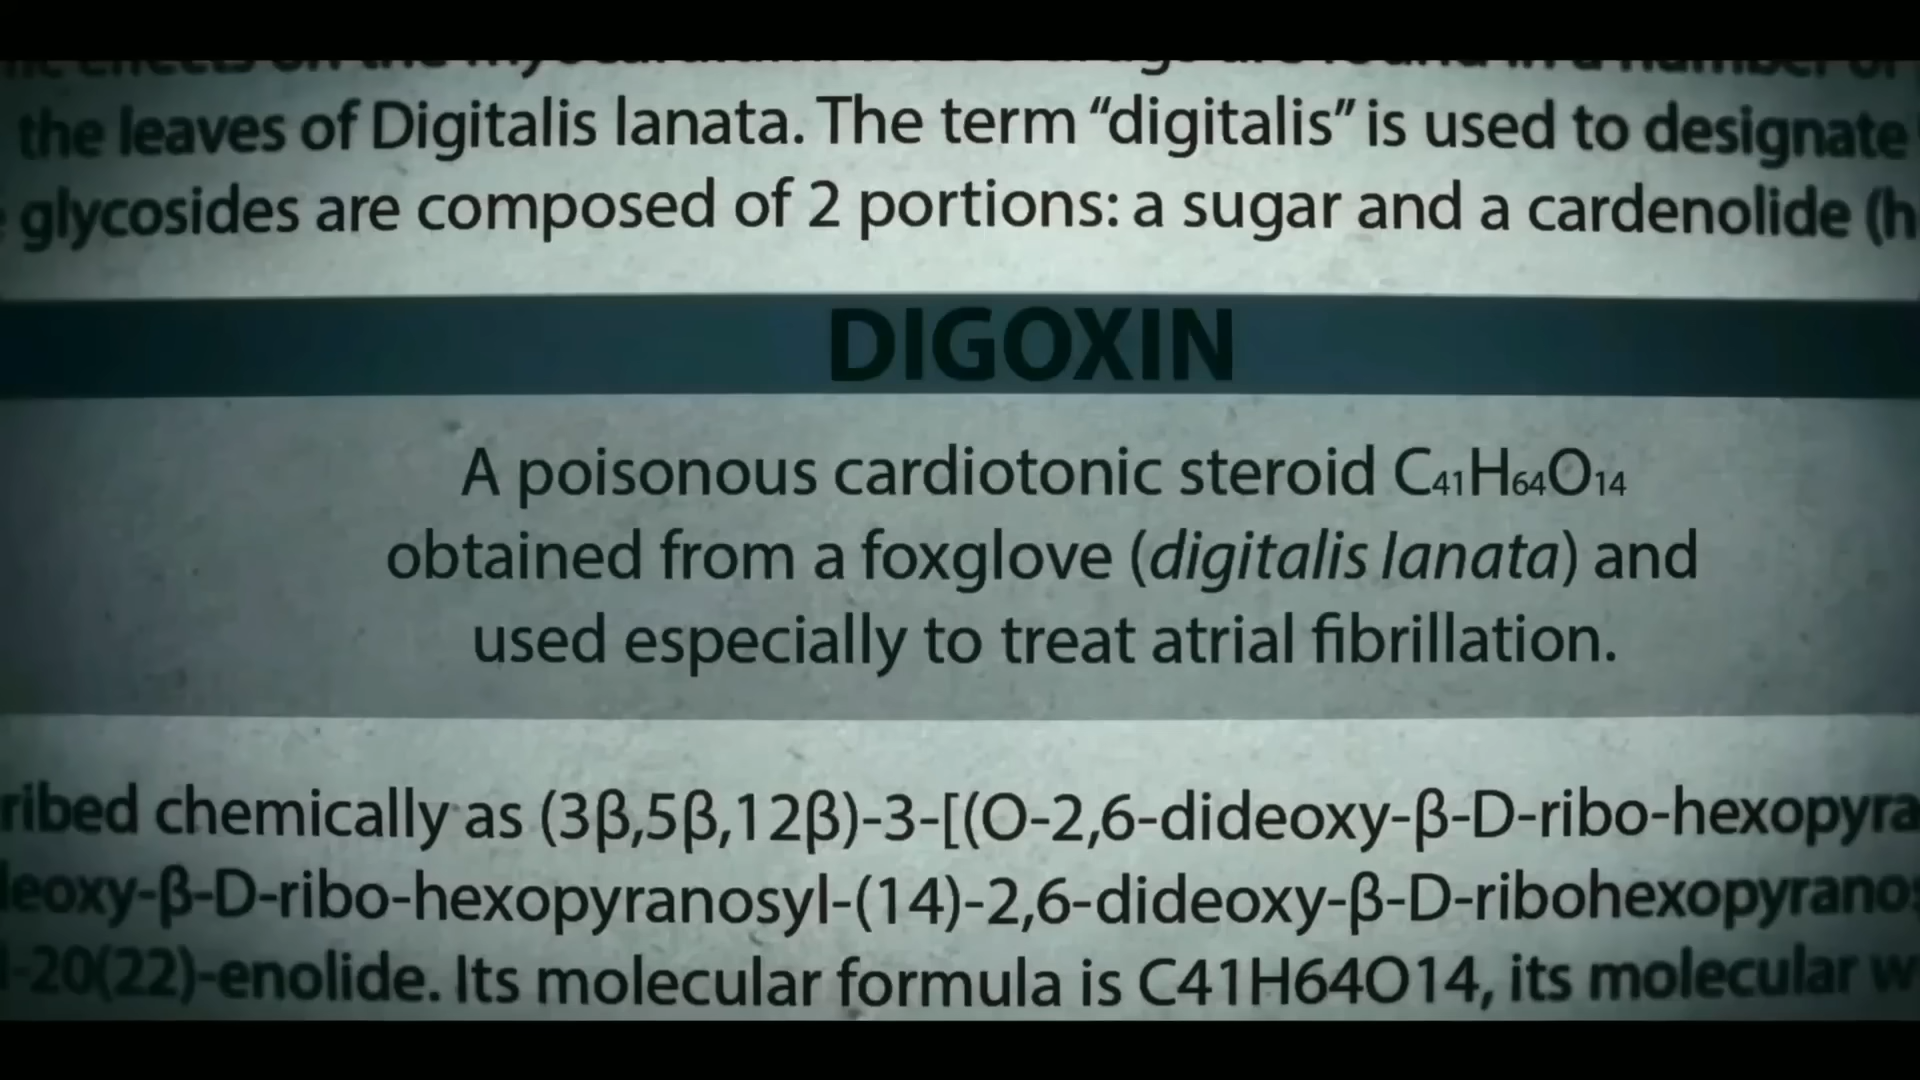 the leaves of Digitalis lanata. The term “digitalis” is used to designate
glycosides are composed of 2 portions: a sugar and a cardenolide (h
DIGOXIN
A poisonous cardiotonic steroid C₄₁H₆₄O₁₄
obtained from a foxglove (digitalis lanata) and
used especially to treat atrial fibrillation.
ribed chemically as (3β,5β,12β)-3-[(O-2,6-dideoxy-β-D-ribo-hexopyra
deoxy-β-D-ribo-hexopyranosyl-(14)-2,6-dideoxy-β-D-ribohexopyranos
-20(22)-enolide. Its molecular formula is C41H64O14, its molecular w